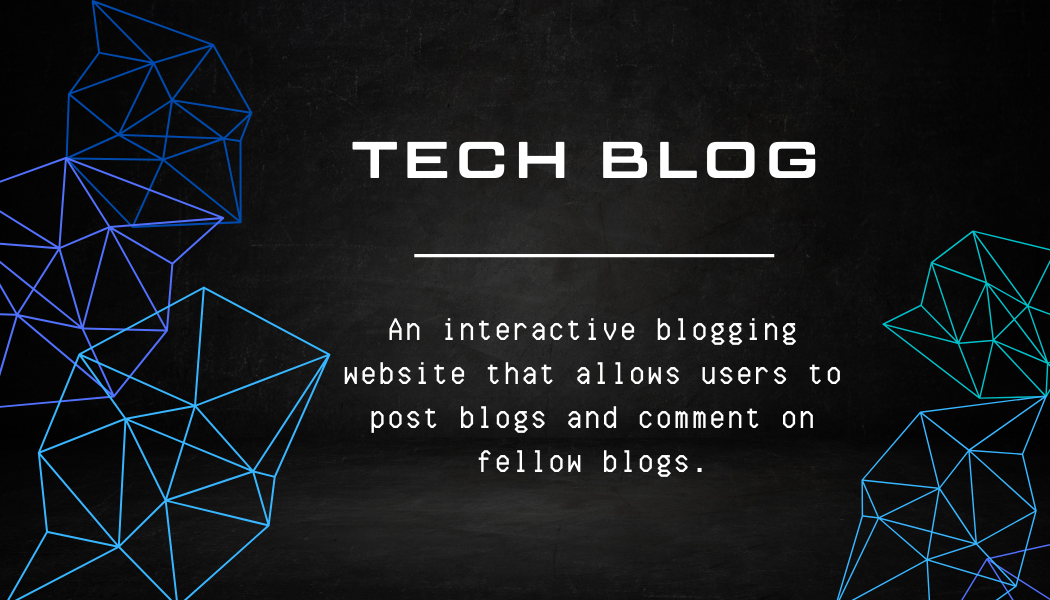 TECH BLOG
An interactive blogging
website that allows users to
post blogs and comment on
fellow blogs.